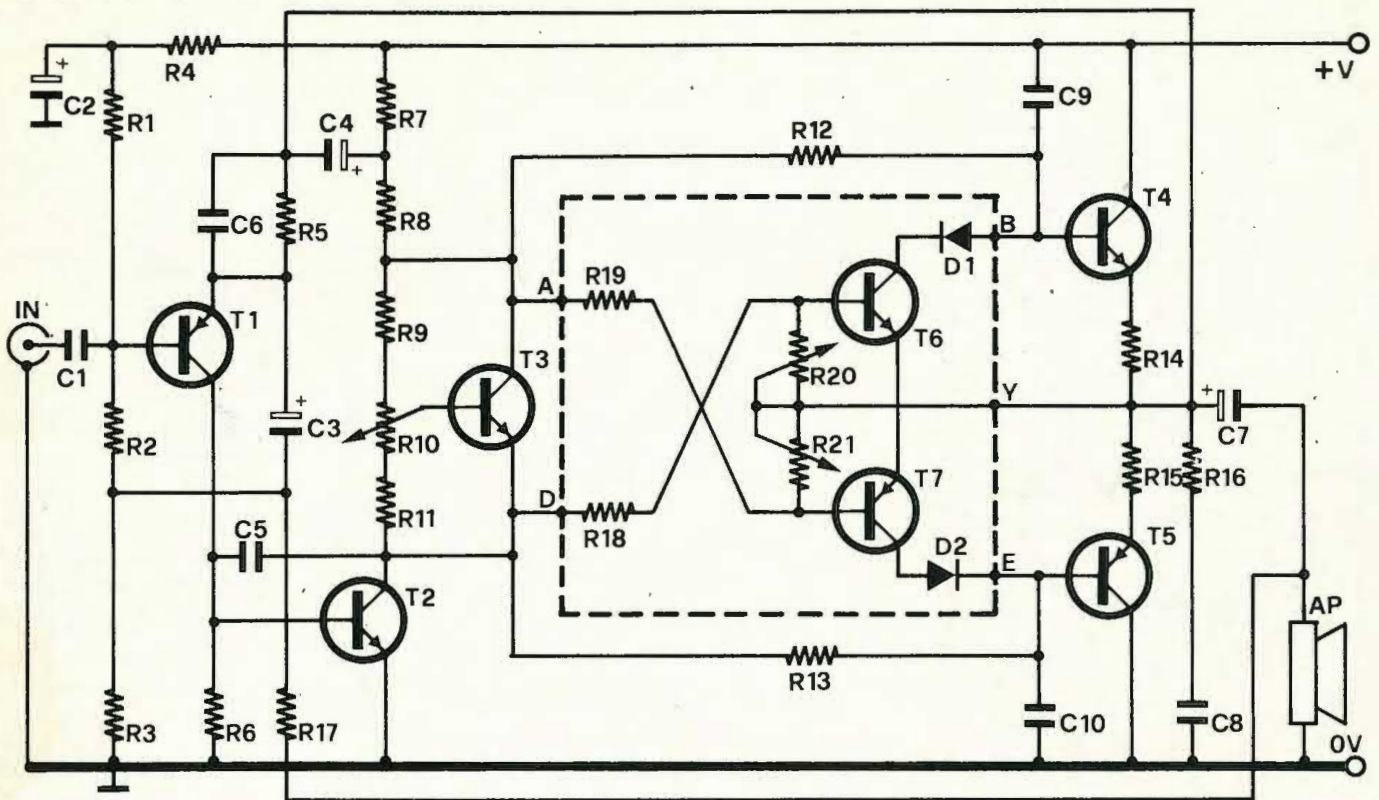 R4
+
C2
R1
+V
C4
+
R7
C9
R12
C6
R5
R8
T4
B
D1
A
R19
IN
T1
R9
T6
R14
C1
T3
R20
Y
+
C7
R2
+
C3
R10
R21
R15
R16
T7
D
R18
R11
C5
D2
E
T5
T2
AP
R13
R3
R6
R17
C10
C8
0V